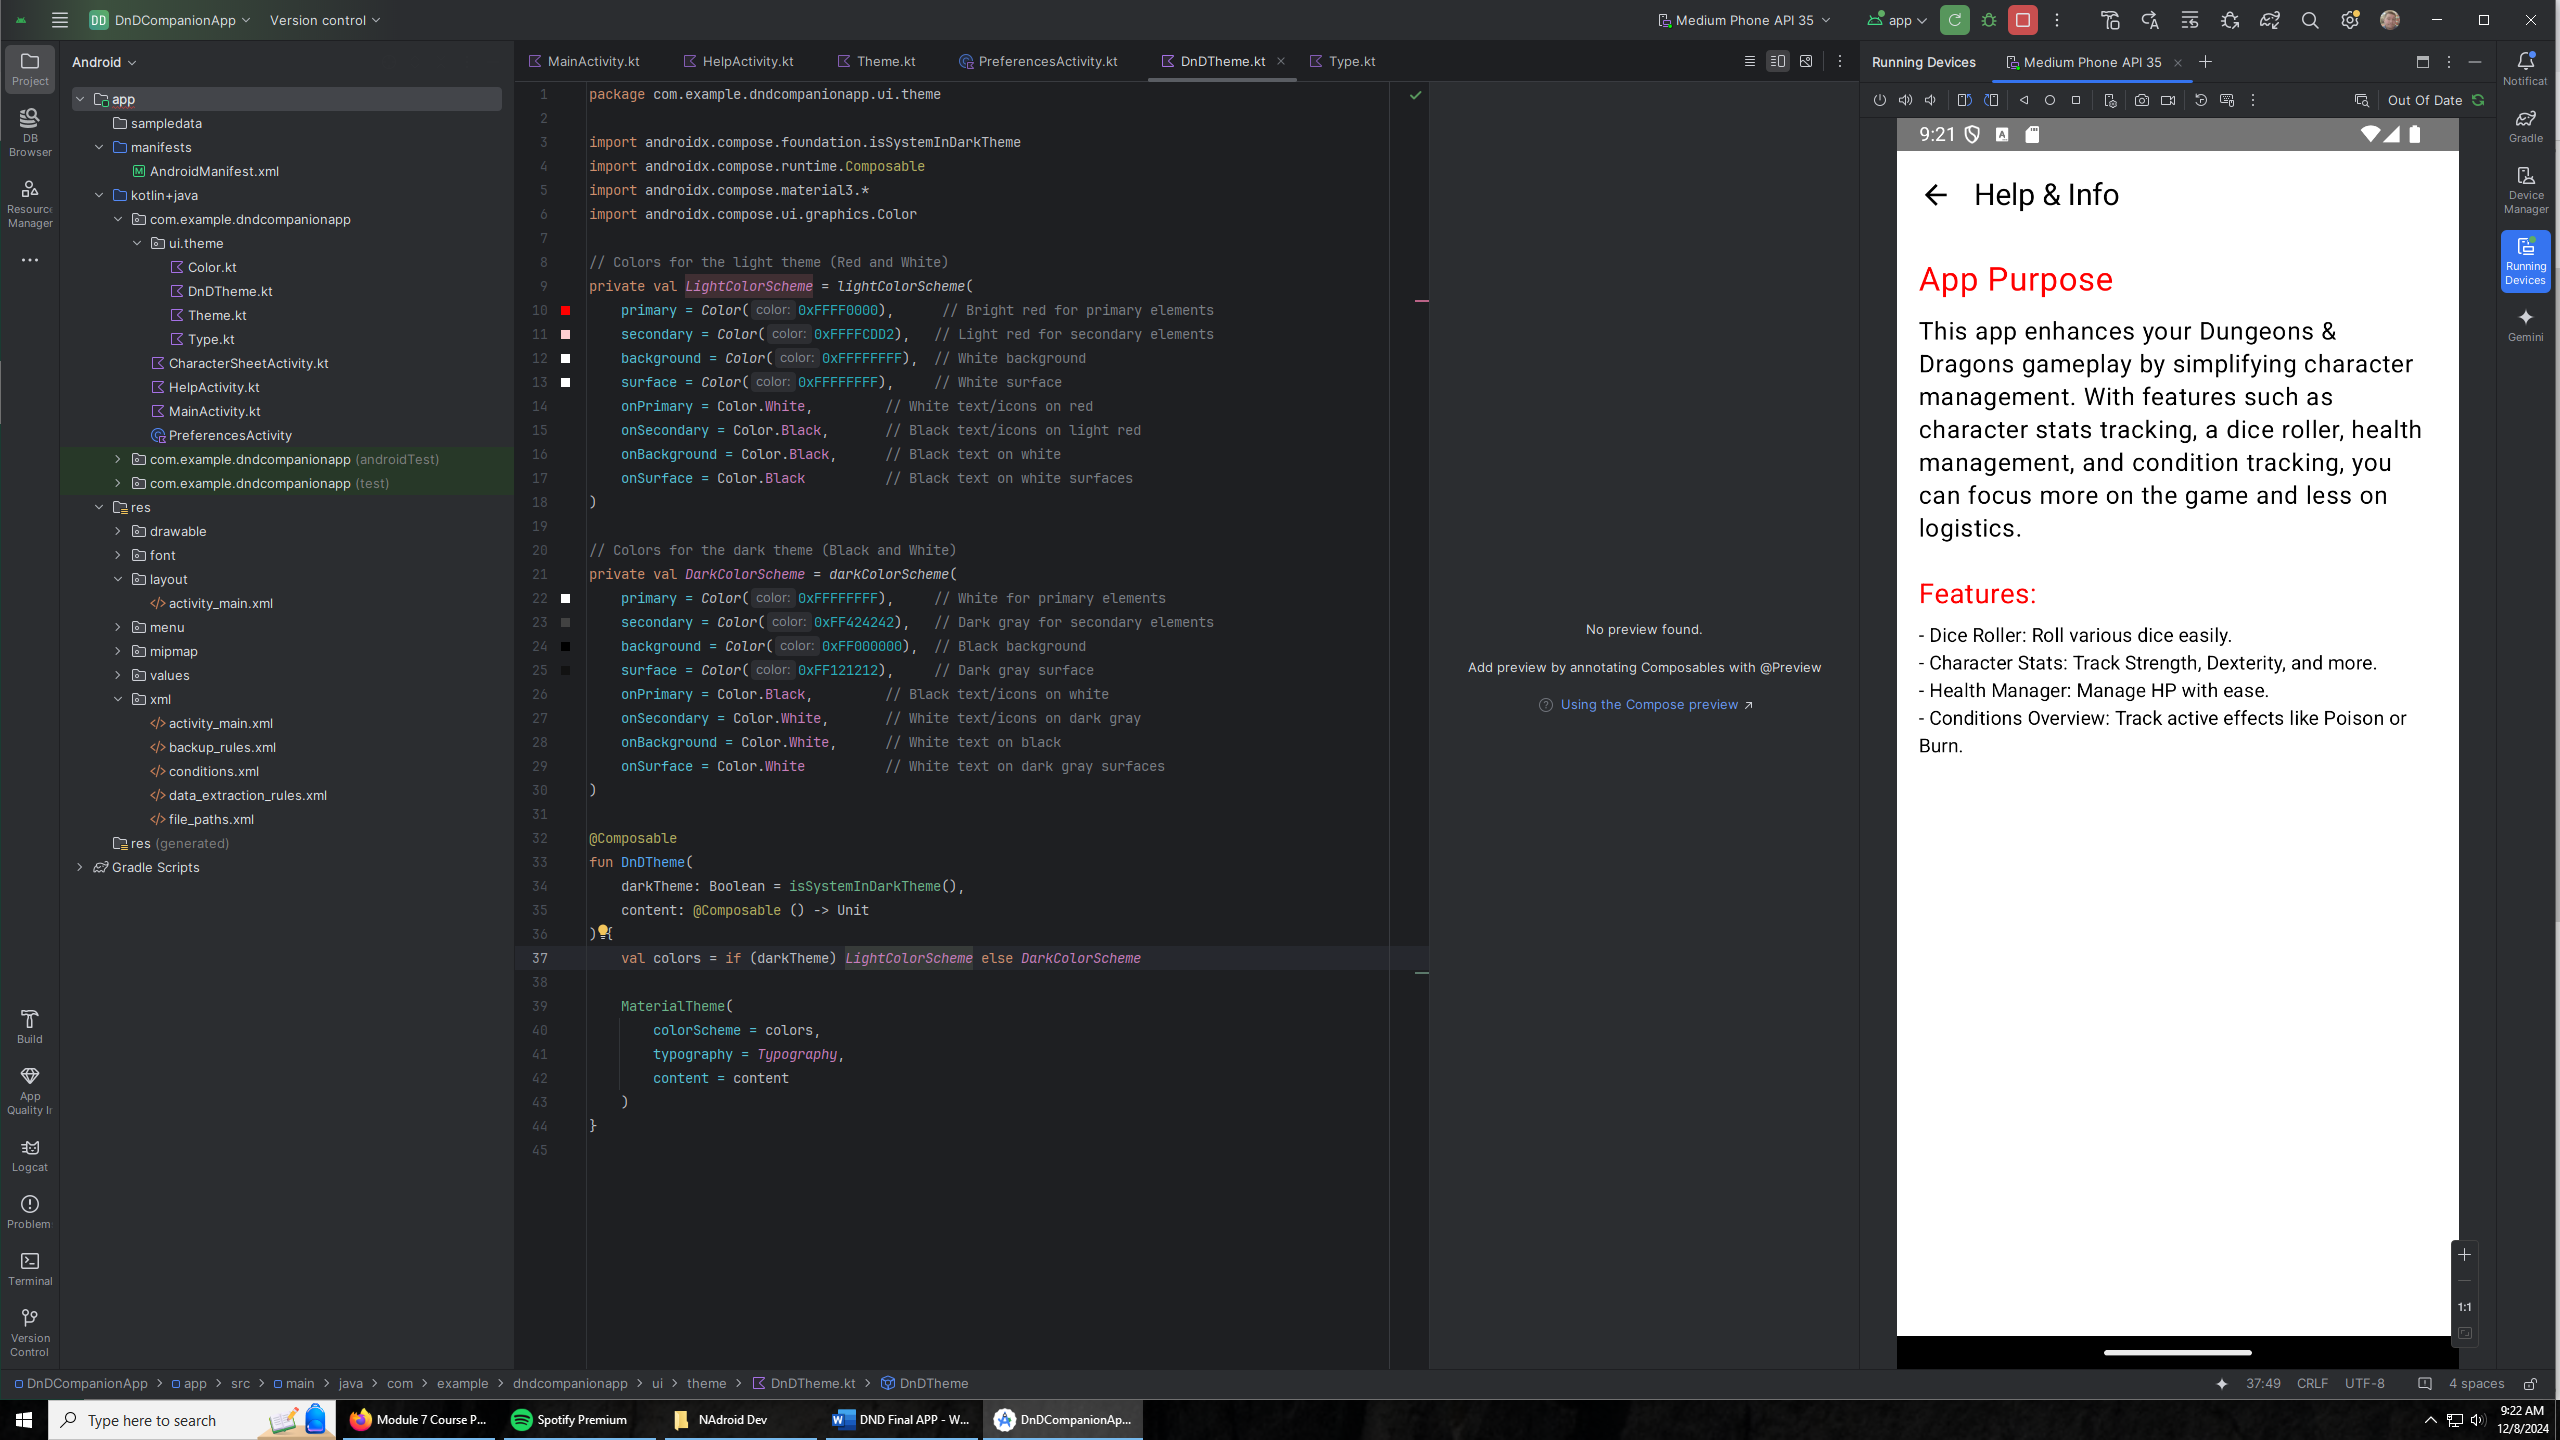 DD DnDCompanionApp Version control Medium Phone API 35 app
Project
DB Browser
Resourc Manager
Build
App Quality I
Logcat
Problem
Terminal
Version Control
Android
app
sampledata
manifests
AndroidManifest.xml
kotlin+java
com.example.dndcompanionapp
ui.theme
Color.kt
DnDTheme.kt
Theme.kt
Type.kt
CharacterSheetActivity.kt
HelpActivity.kt
MainActivity.kt
PreferencesActivity
com.example.dndcompanionapp (androidTest)
com.example.dndcompanionapp (test)
res
drawable
font
layout
activity_main.xml
menu
mipmap
values
xml
activity_main.xml
backup_rules.xml
conditions.xml
data_extraction_rules.xml
file_paths.xml
res (generated)
Gradle Scripts
MainActivity.kt HelpActivity.kt Theme.kt PreferencesActivity.kt DnDTheme.kt Type.kt
1 package com.example.dndcompanionapp.ui.theme
2
3 import androidx.compose.foundation.isSystemInDarkTheme
4 import androidx.compose.runtime.Composable
5 import androidx.compose.material3.*
6 import androidx.compose.ui.graphics.Color
7
8 // Colors for the light theme (Red and White)
9 private val LightColorScheme = lightColorScheme(
10 primary = Color( color: 0xFFFF0000), // Bright red for primary elements
11 secondary = Color( color: 0xFFFFCDD2), // Light red for secondary elements
12 background = Color( color: 0xFFFFFFFF), // White background
13 surface = Color( color: 0xFFFFFFFF), // White surface
14 onPrimary = Color.White, // White text/icons on red
15 onSecondary = Color.Black, // Black text/icons on light red
16 onBackground = Color.Black, // Black text on white
17 onSurface = Color.Black // Black text on white surfaces
18 )
19
20 // Colors for the dark theme (Black and White)
21 private val DarkColorScheme = darkColorScheme(
22 primary = Color( color: 0xFFFFFFFF), // White for primary elements
23 secondary = Color( color: 0xFF424242), // Dark gray for secondary elements
24 background = Color( color: 0xFF000000), // Black background
25 surface = Color( color: 0xFF121212), // Dark gray surface
26 onPrimary = Color.Black, // Black text/icons on white
27 onSecondary = Color.White, // White text/icons on dark gray
28 onBackground = Color.White, // White text on black
29 onSurface = Color.White // White text on dark gray surfaces
30 )
31
32 @Composable
33 fun DnDTheme(
34 darkTheme: Boolean = isSystemInDarkTheme(),
35 content: @Composable () -> Unit
36 ) {
37 val colors = if (darkTheme) LightColorScheme else DarkColorScheme
38
39 MaterialTheme(
40 colorScheme = colors,
41 typography = Typography,
42 content = content
43 )
44 }
45
No preview found.
Add preview by annotating Composables with @Preview
Using the Compose preview ↗
Running Devices Medium Phone API 35
Out Of Date
9:21
Help & Info
App Purpose
This app enhances your Dungeons &
Dragons gameplay by simplifying character
management. With features such as
character stats tracking, a dice roller, health
management, and condition tracking, you
can focus more on the game and less on
logistics.
Features:
- Dice Roller: Roll various dice easily.
- Character Stats: Track Strength, Dexterity, and more.
- Health Manager: Manage HP with ease.
- Conditions Overview: Track active effects like Poison or
Burn.
1:1
Notificat
Gradle
Device Manager
Running Devices
Gemini
DnDCompanionApp > app > src > main > java > com > example > dndcompanionapp > ui > theme > DnDTheme.kt > DnDTheme
37:49 CRLF UTF-8 4 spaces
Type here to search Module 7 Course P... Spotify Premium NAdroid Dev DND Final APP - W... DnDCompanionAp...
9:22 AM
12/8/2024